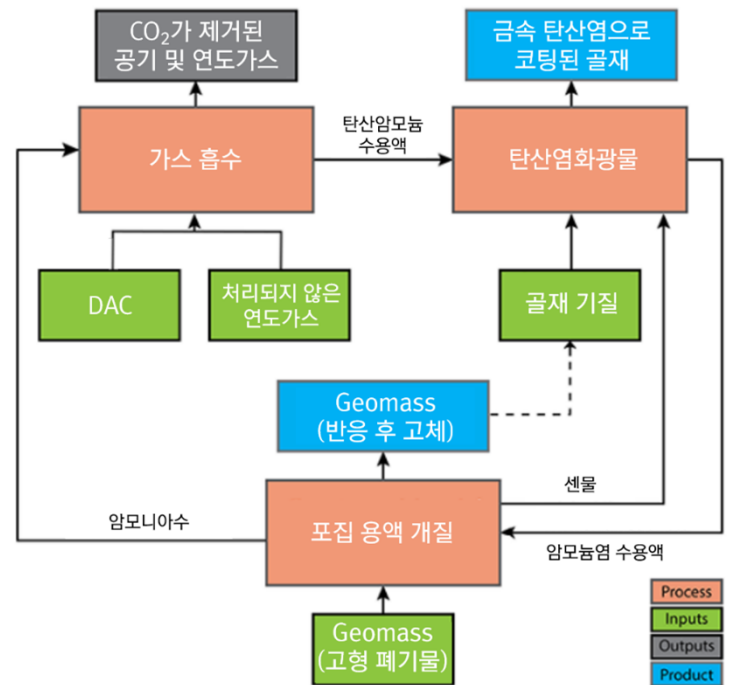 CO₂가 제거된
공기 및 연도가스
금속 탄산염으로
코팅된 골재
가스 흡수
탄산암모늄
수용액
탄산염화광물
DAC
처리되지 않은
연도가스
골재 기질
Geomass
(반응 후 고체)
암모니아수
포집 용액 개질
센물
암모늄염 수용액
Geomass
(고형 폐기물)
Process
Inputs
Outputs
Product